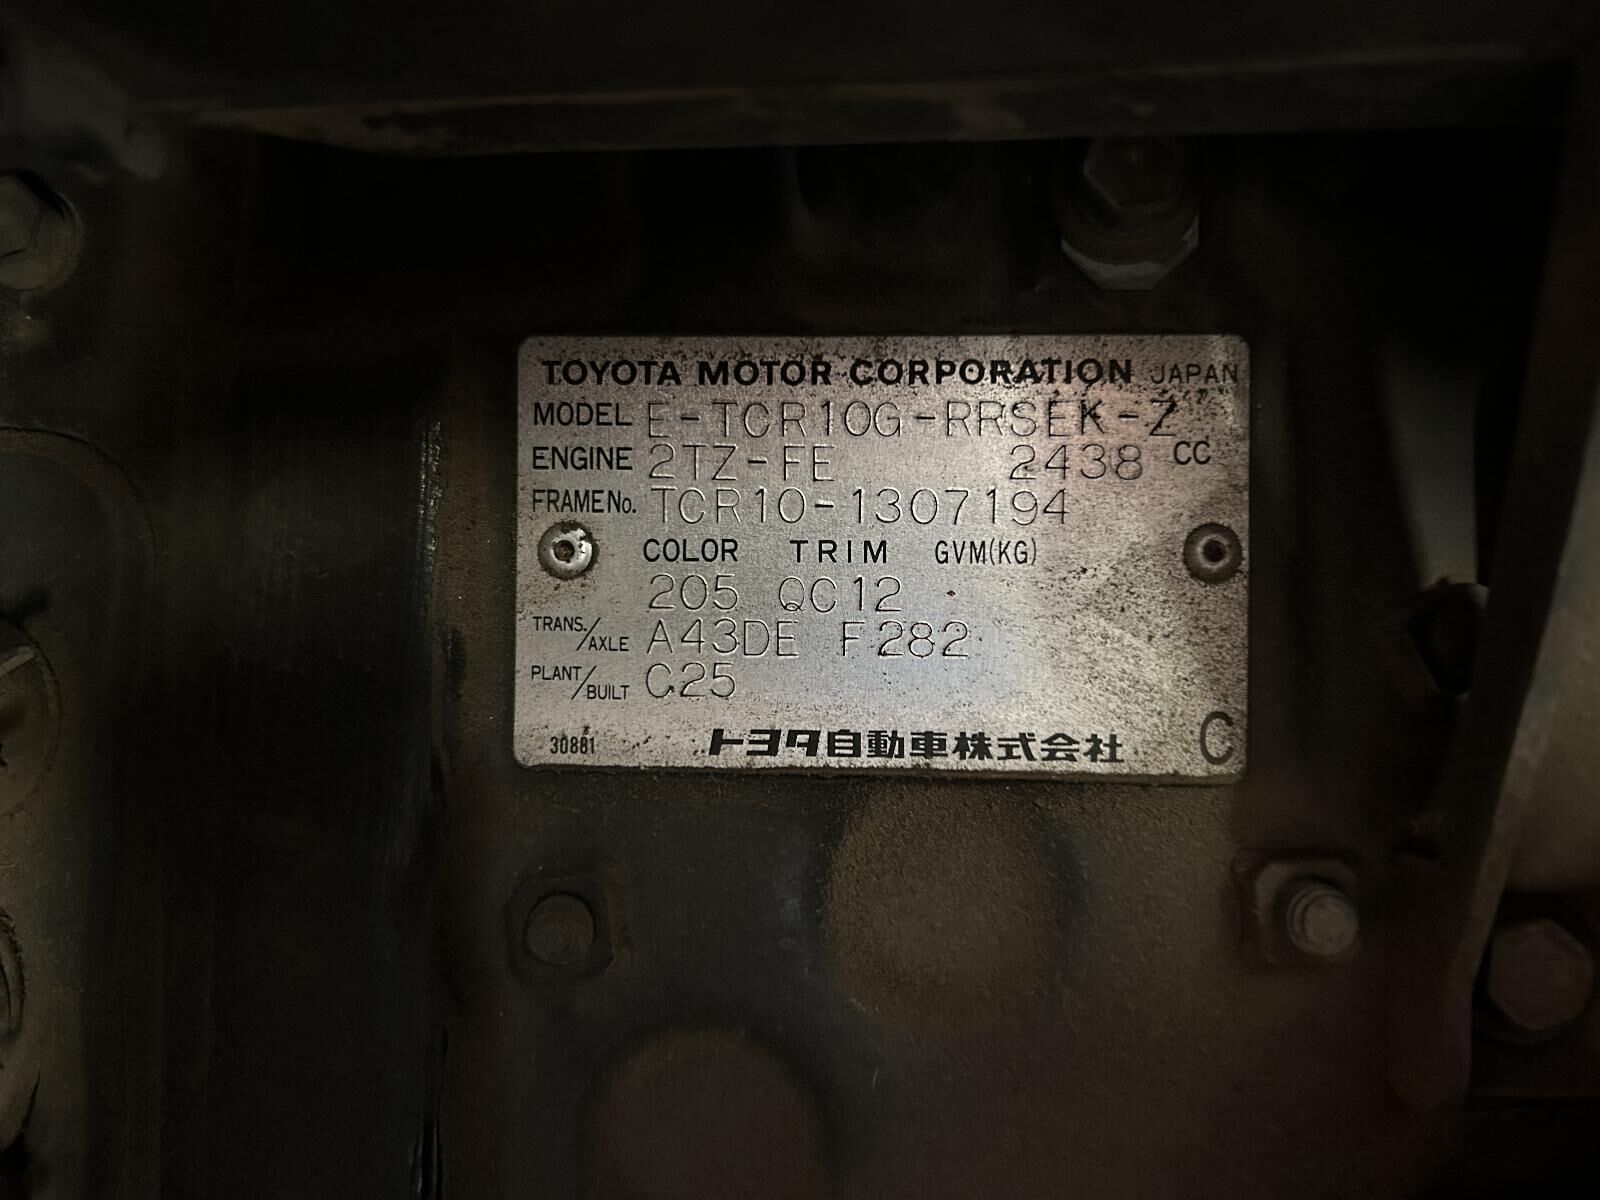 TOYOTA MOTOR CORPORATION JAPAN
MODEL E-TCR10G-RRSEK-Z
ENGINE 2TZ-FE 2438 CC
FRAME No. TCR10-1307194
COLOR TRIM GVM(KG)
205 QC12
TRANS./AXLE A43DE F282
PLANT/BUILT C25
30881 トヨタ自動車株式会社 C